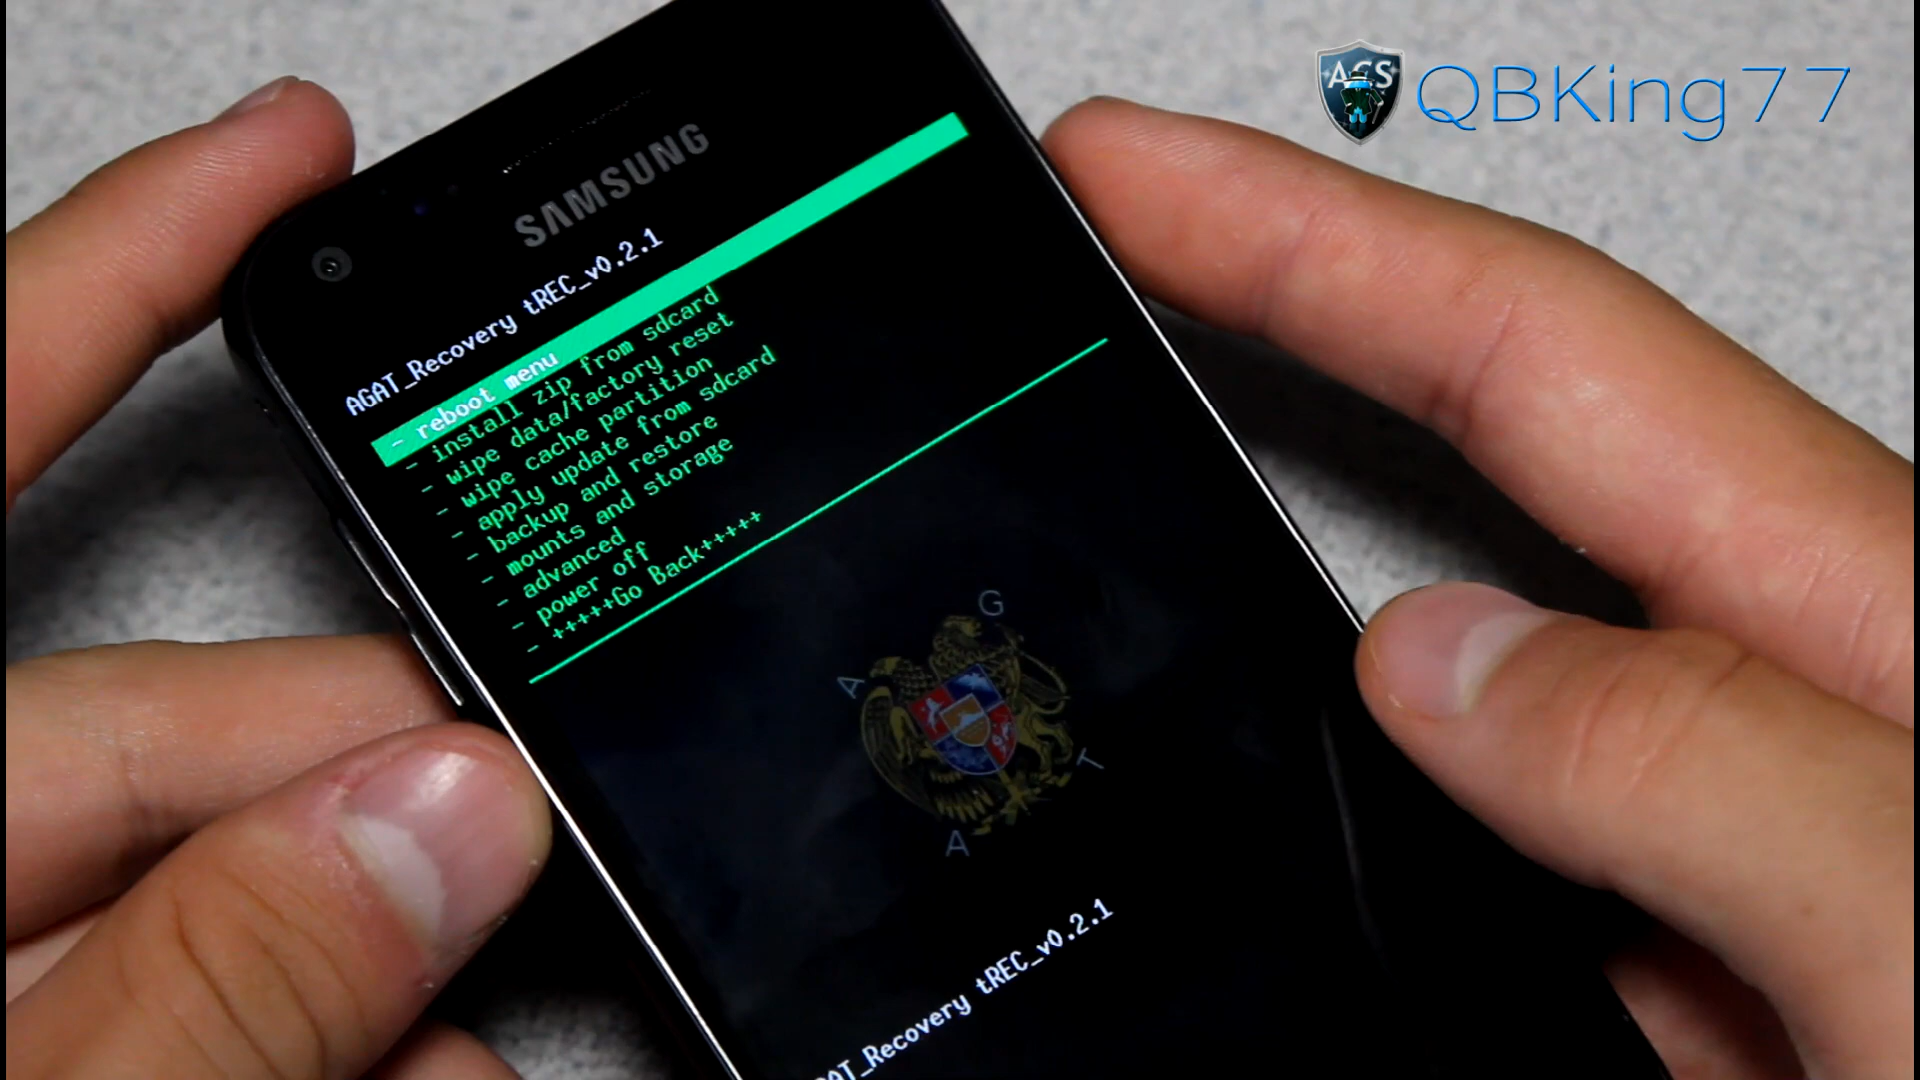 ACS QBKing77
SAMSUNG
AGAT_Recovery tREC_v0.2.1
- reboot menu
- install zip from sdcard
- wipe data/factory reset
- wipe cache partition
- apply update from sdcard
- backup and restore
- mounts and storage
- advanced
- power off
- +++++Go Back+++++
A G A T
GAT_Recovery tREC_v0.2.1